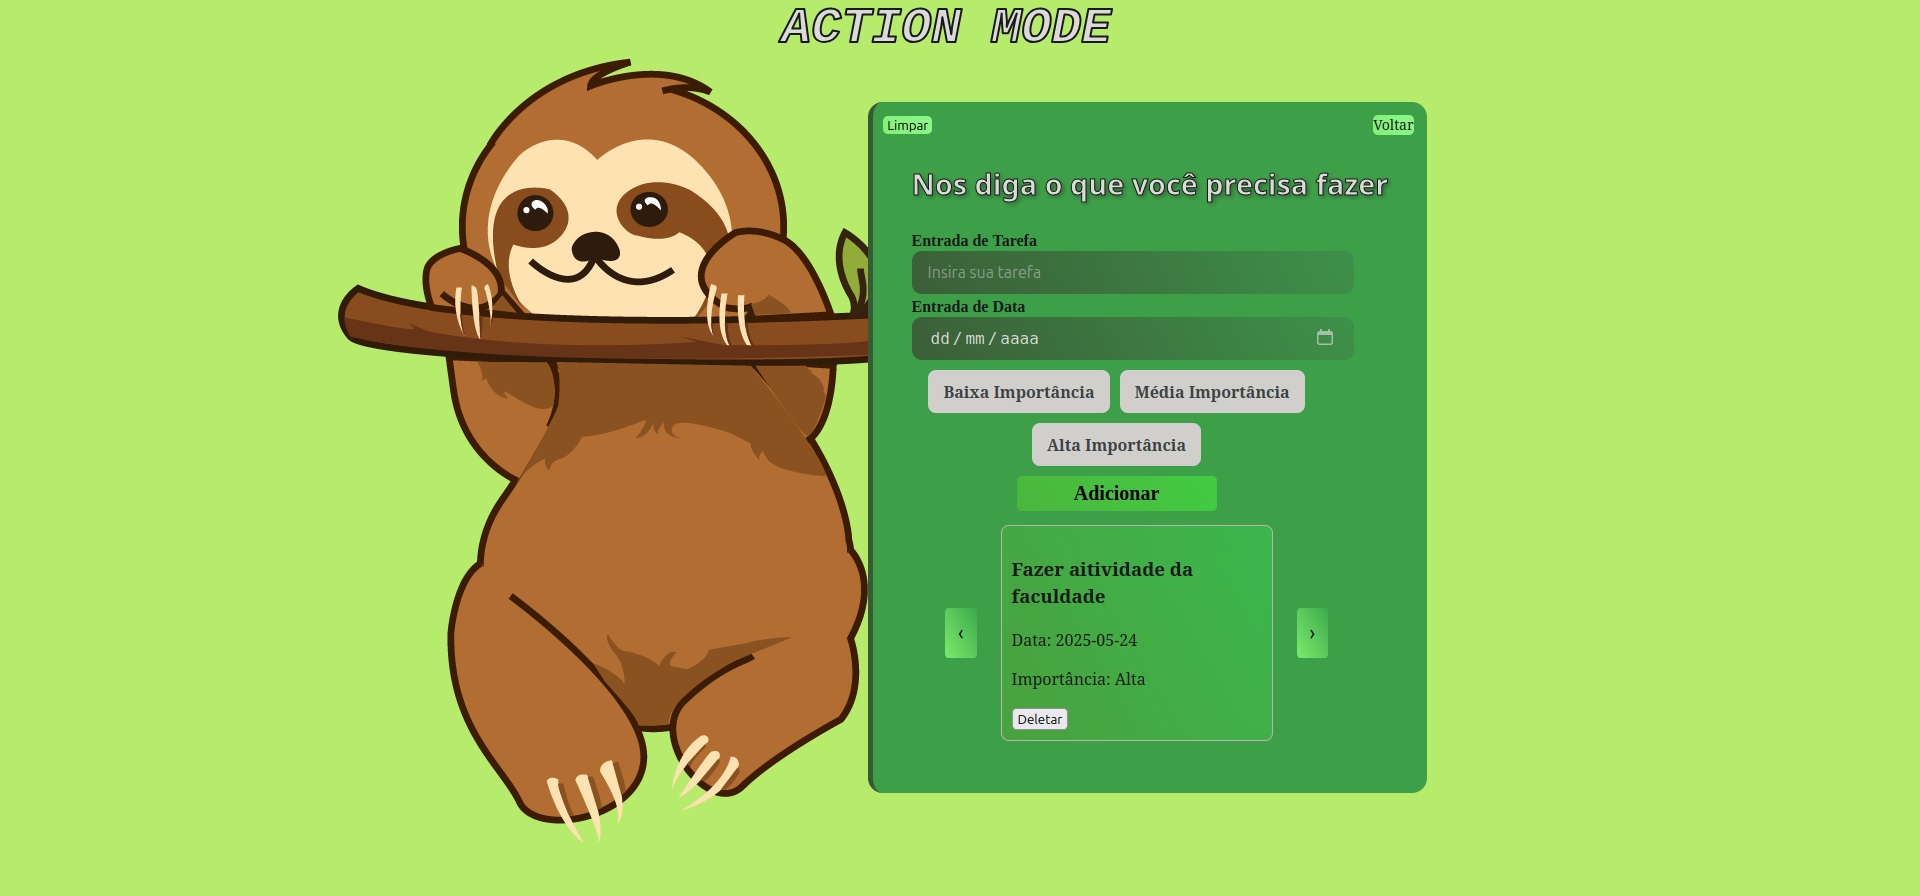 ACTION MODE
Limpar
Voltar
Nos diga o que você precisa fazer
Entrada de Tarefa
Insira sua tarefa
Entrada de Data
dd/mm/aaaa
Baixa Importância
Média Importância
Alta Importância
Adicionar
Fazer aitividade da
faculdade
‹
›
Data: 2025-05-24
Importância: Alta
Deletar